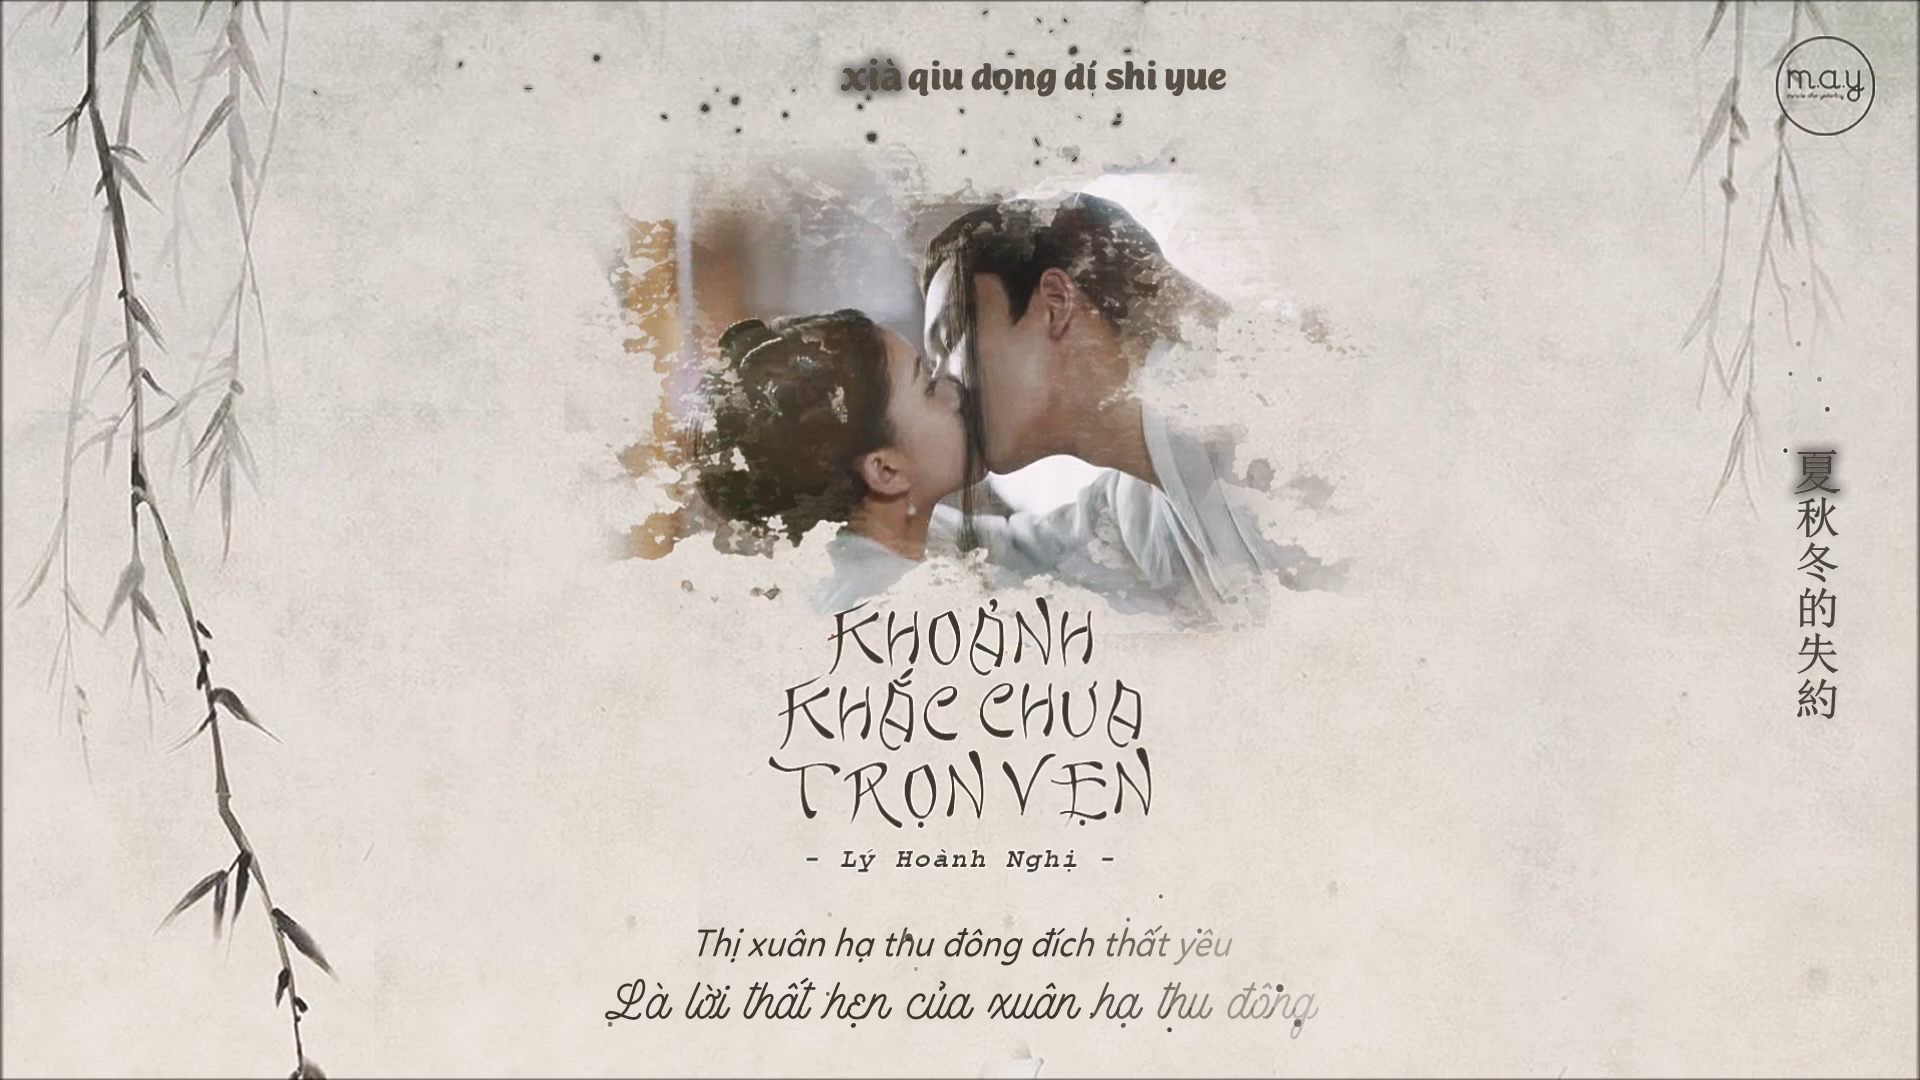 xià qiu dong dí shi yue
m.a.y
夏秋冬的失約
KHOẢNH
KHẮC CHƯA
TRỌN VẸN
- Lý Hoành Nghị -
Thị xuân hạ thu đông đích thất yêu
Là lời thất hẹn của xuân hạ thu đông